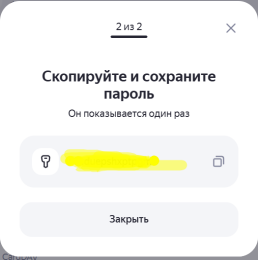 2 из 2
Скопируйте и сохраните
пароль
Он показывается один раз
Закрыть